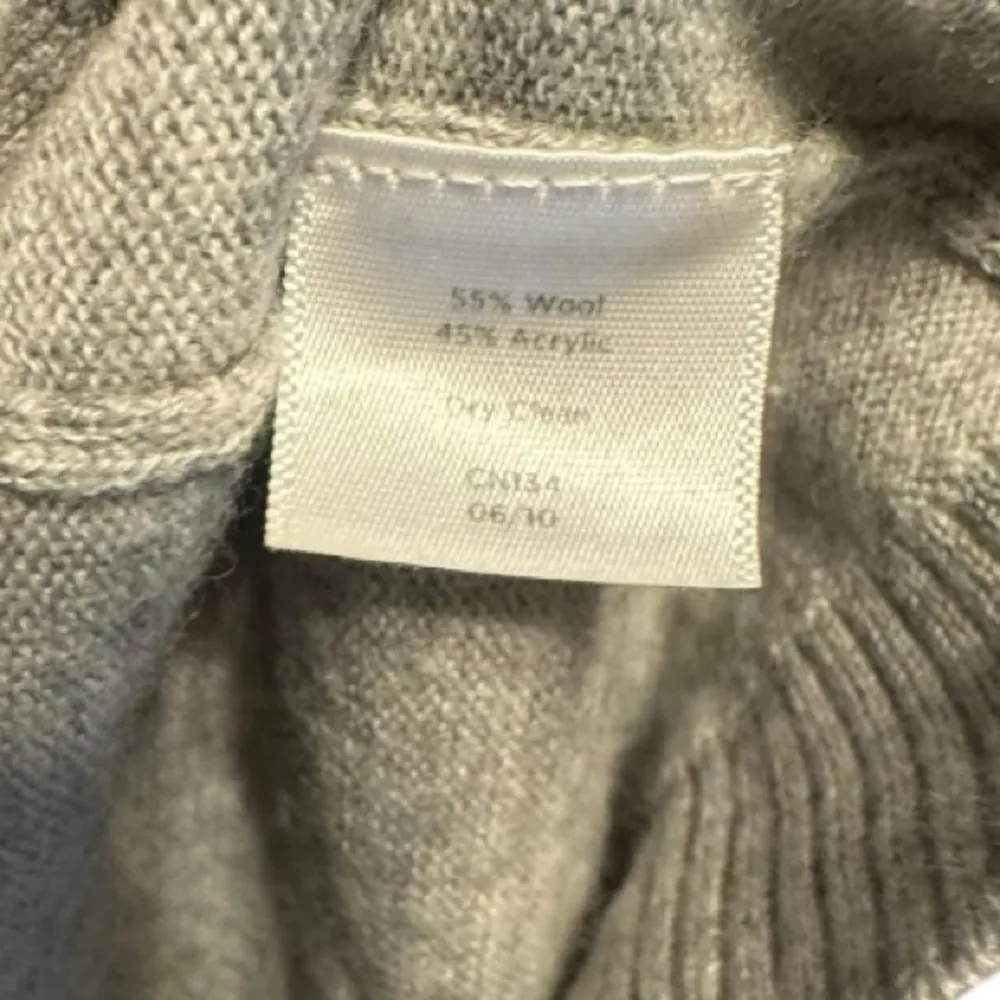 55% Wool
45% Acrylic
Dry Clean
CN134
06/10